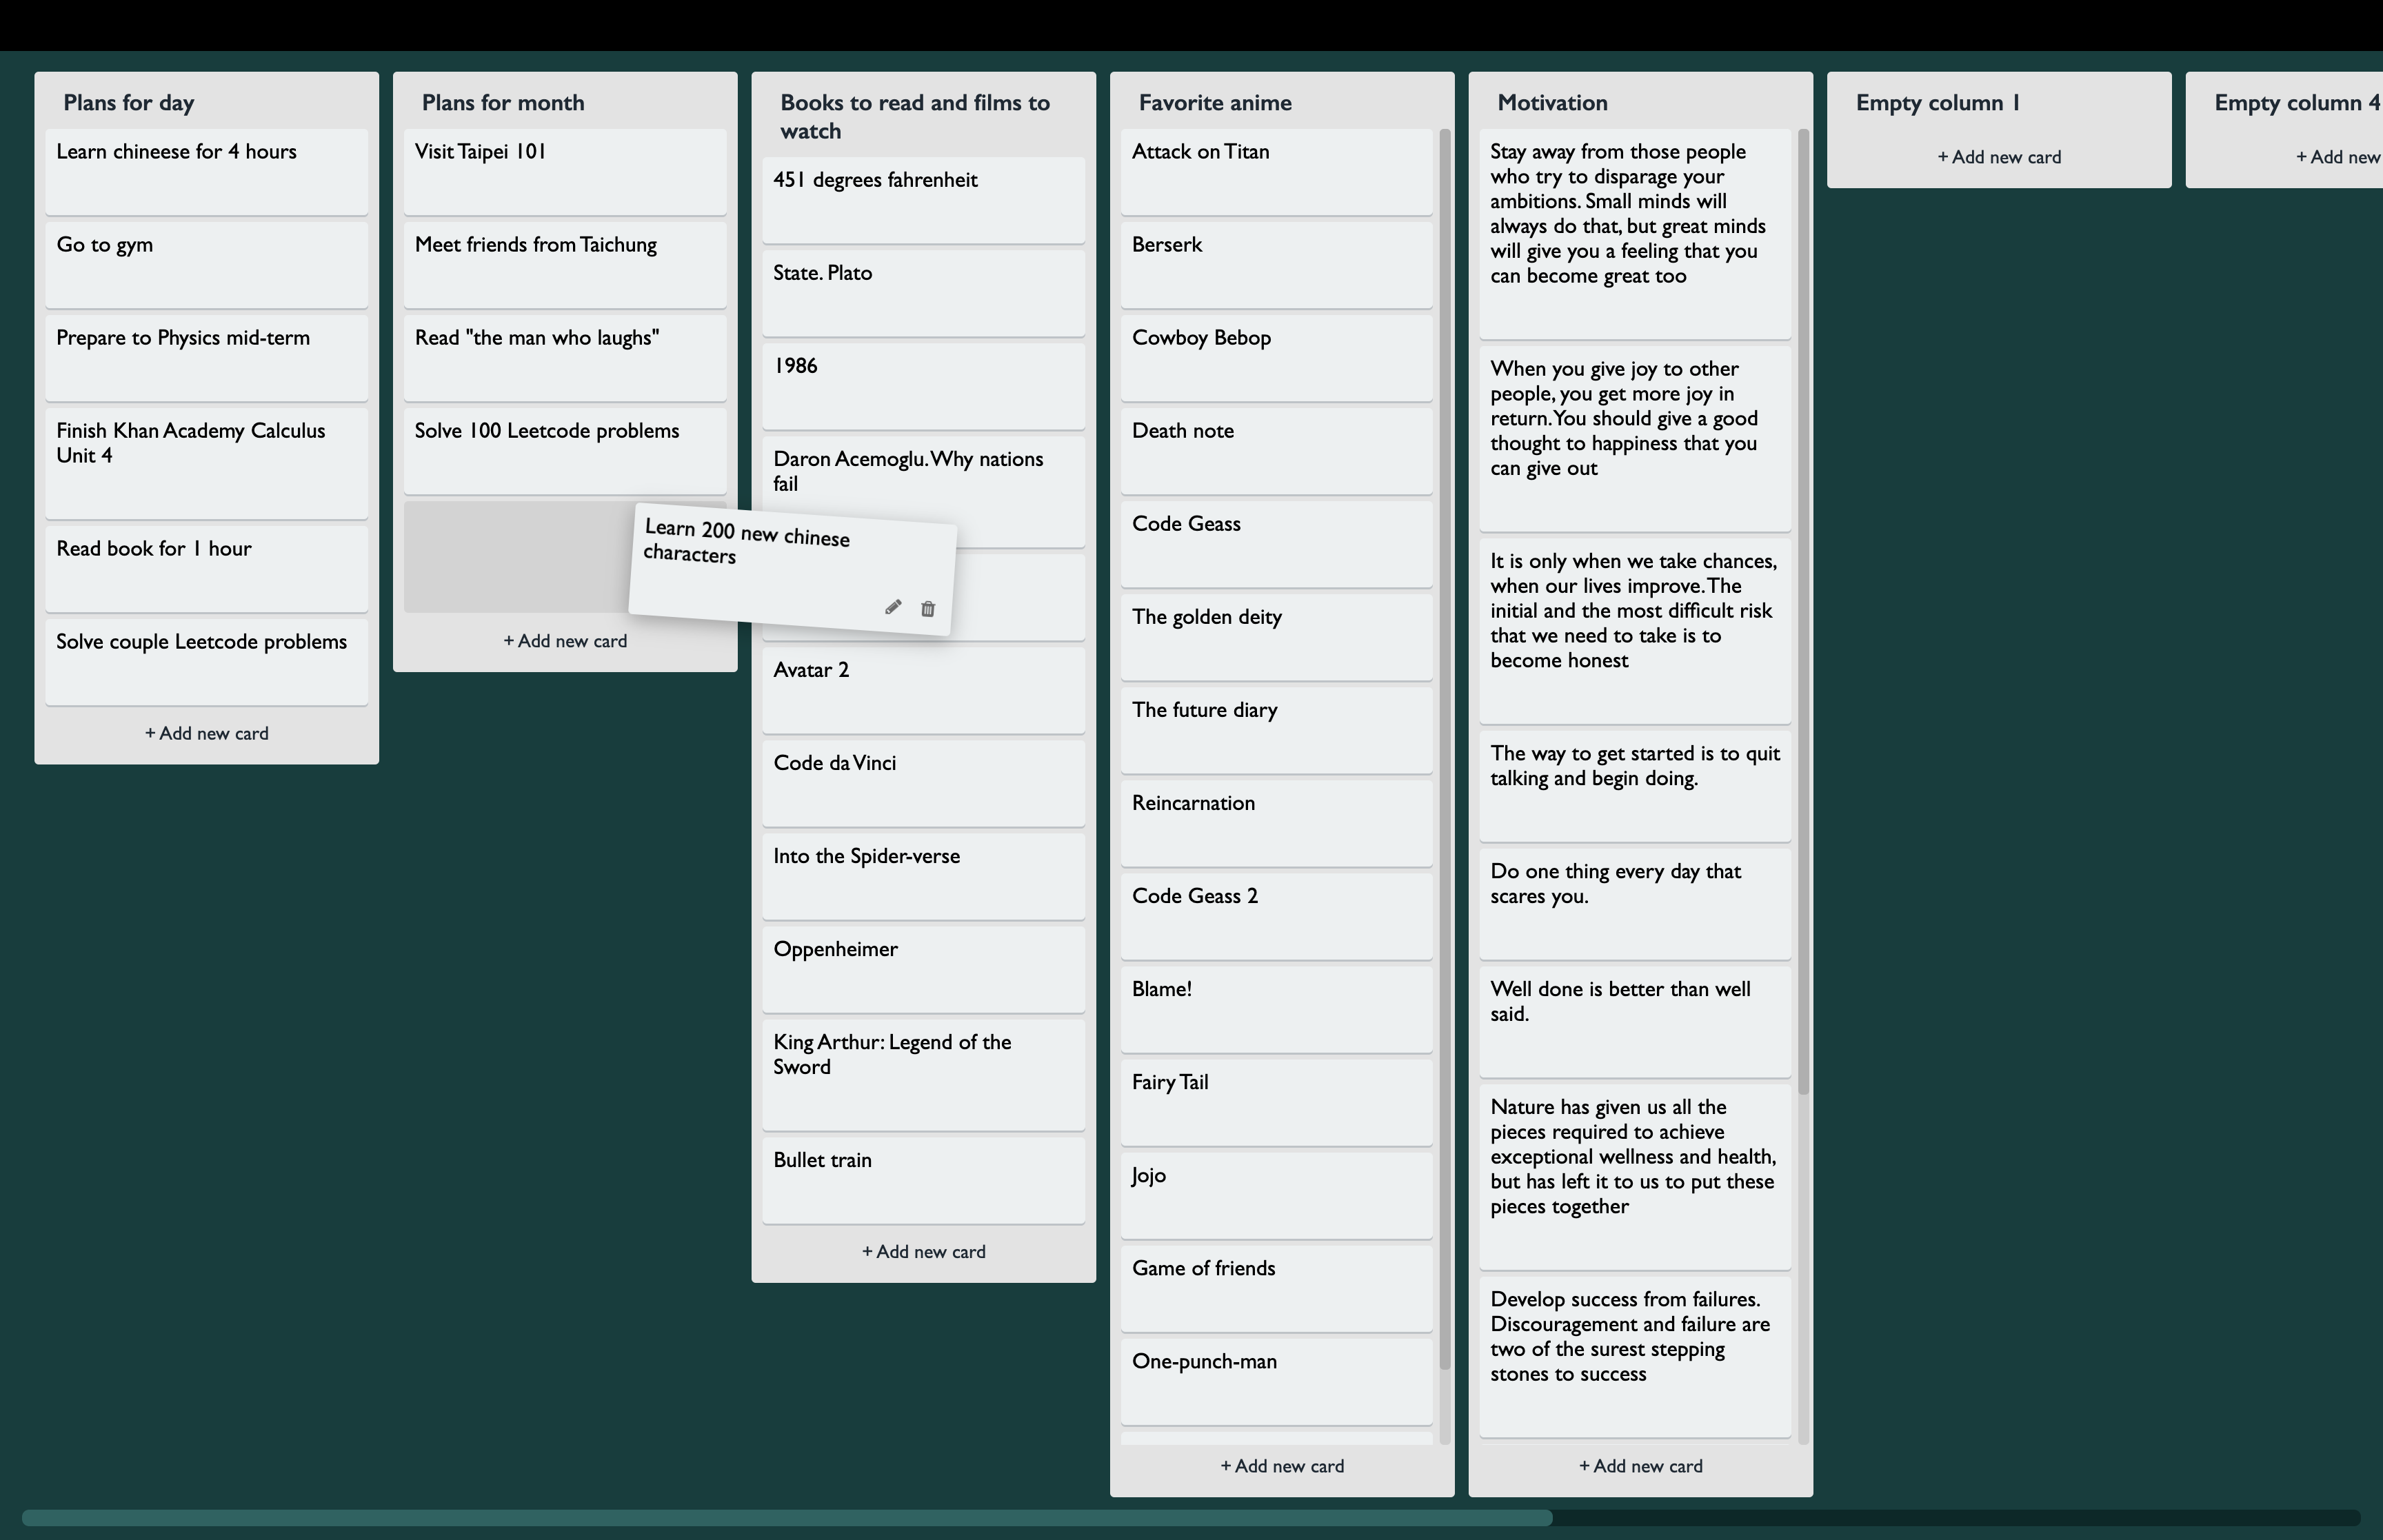 Plans for day
Learn chineese for 4 hours
Go to gym
Prepare to Physics mid-term
Finish Khan Academy Calculus
Unit 4
Read book for 1 hour
Solve couple Leetcode problems
+ Add new card
Plans for month
Visit Taipei 101
Meet friends from Taichung
Read "the man who laughs"
Solve 100 Leetcode problems
Learn 200 new chinese
characters
+ Add new card
Books to read and films to
watch
451 degrees fahrenheit
State. Plato
1986
Daron Acemoglu. Why nations
fail
Avatar 2
Code da Vinci
Into the Spider-verse
Oppenheimer
King Arthur: Legend of the
Sword
Bullet train
+ Add new card
Favorite anime
Attack on Titan
Berserk
Cowboy Bebop
Death note
Code Geass
The golden deity
The future diary
Reincarnation
Code Geass 2
Blame!
Fairy Tail
Jojo
Game of friends
One-punch-man
+ Add new card
Motivation
Stay away from those people
who try to disparage your
ambitions. Small minds will
always do that, but great minds
will give you a feeling that you
can become great too
When you give joy to other
people, you get more joy in
return. You should give a good
thought to happiness that you
can give out
It is only when we take chances,
when our lives improve. The
initial and the most difficult risk
that we need to take is to
become honest
The way to get started is to quit
talking and begin doing.
Do one thing every day that
scares you.
Well done is better than well
said.
Nature has given us all the
pieces required to achieve
exceptional wellness and health,
but has left it to us to put these
pieces together
Develop success from failures.
Discouragement and failure are
two of the surest stepping
stones to success
+ Add new card
Empty column 1
+ Add new card
Empty column 4
+ Add new